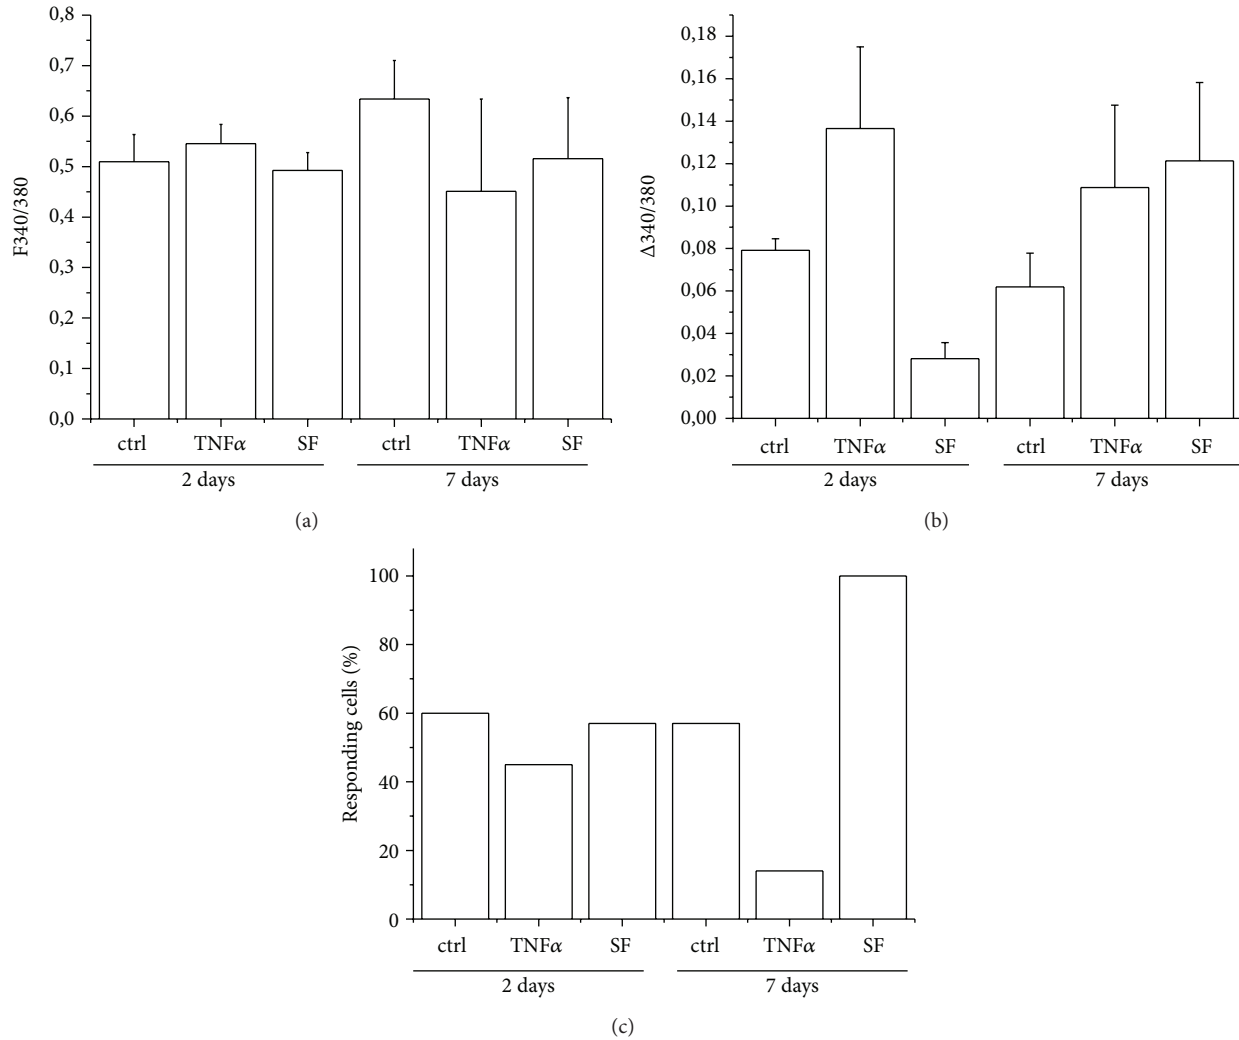 0,8
0,7
0,6
0,5
0,4
0,3
0,2
0,1
0,0
F340/380
ctrl TNFα SF ctrl TNFα SF
2 days 7 days
(a)
0,18
0,16
0,14
0,12
0,10
0,08
0,06
0,04
0,02
0,00
Δ340/380
ctrl TNFα SF ctrl TNFα SF
2 days 7 days
(b)
100
80
60
40
20
0
Responding cells (%)
ctrl TNFα SF ctrl TNFα SF
2 days 7 days
(c)